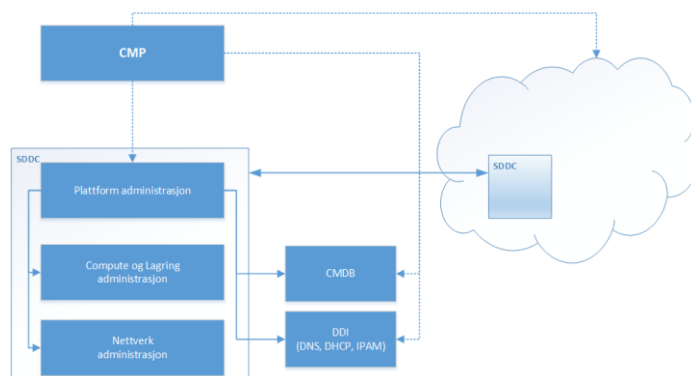 CMP
SDDC
Plattform administrasjon
Compute og Lagring
administrasjon
Nettverk
administrasjon
CMDB
DDI
(DNS, DHCP, IPAM)
SDDC